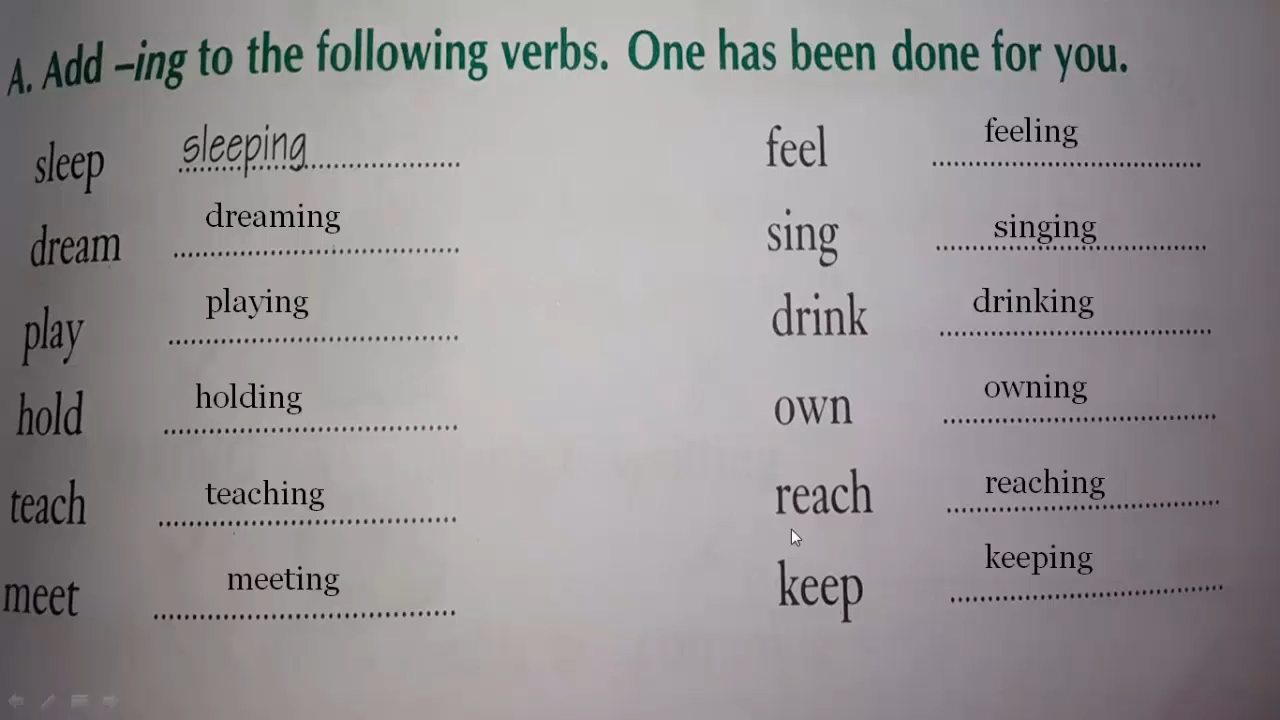 A. Add –ing to the following verbs. One has been done for you.
sleep sleeping
dream dreaming
play playing
hold holding
teach teaching
meet meeting
feel feeling
sing singing
drink drinking
own owning
reach reaching
keep keeping